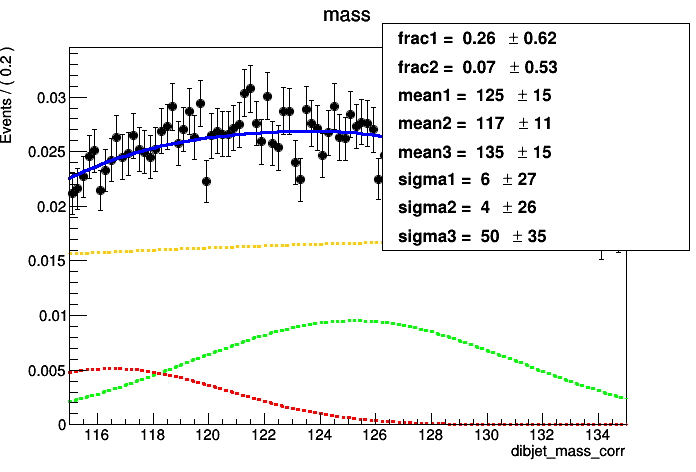 mass
frac1 = 0.26 ± 0.62
frac2 = 0.07 ± 0.53
mean1 = 125 ± 15
mean2 = 117 ± 11
mean3 = 135 ± 15
sigma1 = 6 ± 27
sigma2 = 4 ± 26
sigma3 = 50 ± 35
Events / ( 0.2 )
0.03
0.025
0.02
0.015
0.01
0.005
0
116 118 120 122 124 126 128 130 132 134
dibjet_mass_corr